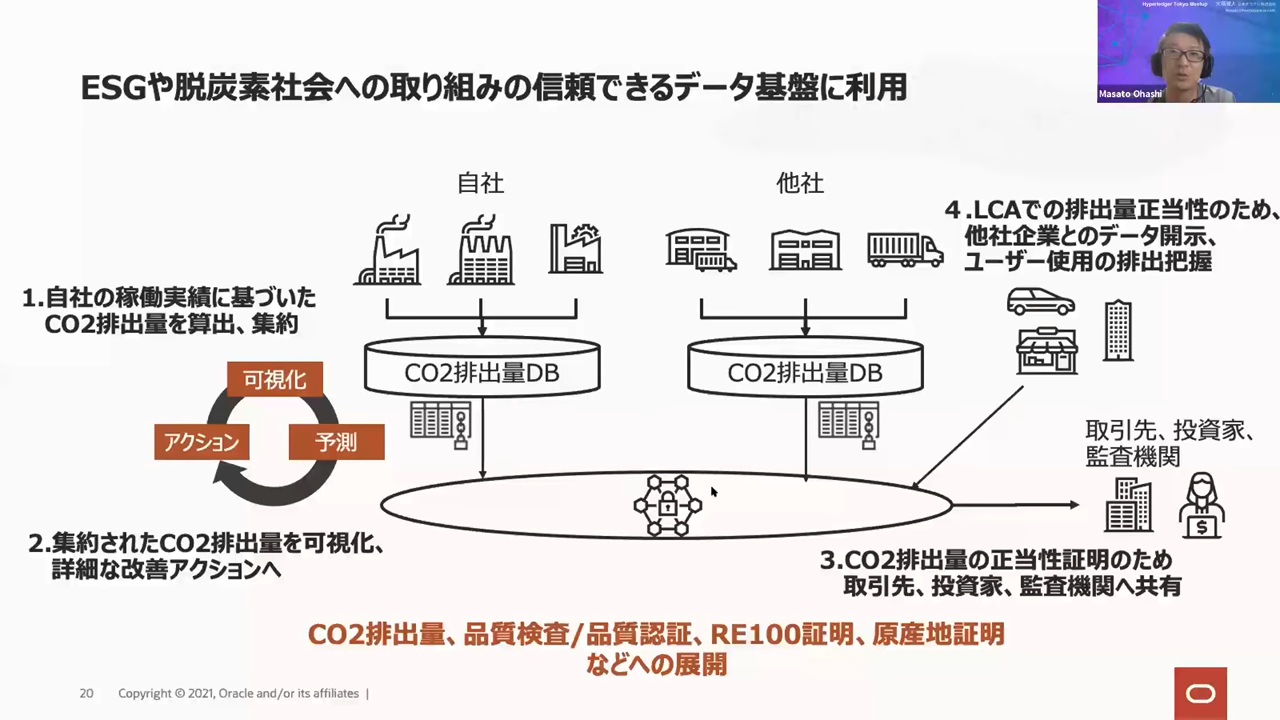 Hyperledger Tokyo Meetup
Masato Ohashi
ESGや脱炭素社会への取り組みの信頼できるデータ基盤に利用
自社
他社
4.LCAでの排出量正当性のため、
他社企業とのデータ開示、
ユーザー使用の排出把握
1.自社の稼働実績に基づいた
CO2排出量を算出、集約
CO2排出量DB
CO2排出量DB
可視化
アクション
予測
取引先、投資家、
監査機関
$
2.集約されたCO2排出量を可視化、
詳細な改善アクションへ
3.CO2排出量の正当性証明のため
取引先、投資家、監査機関へ共有
CO2排出量、品質検査/品質認証、RE100証明、原産地証明
などへの展開
20 Copyright © 2021, Oracle and/or its affiliates |